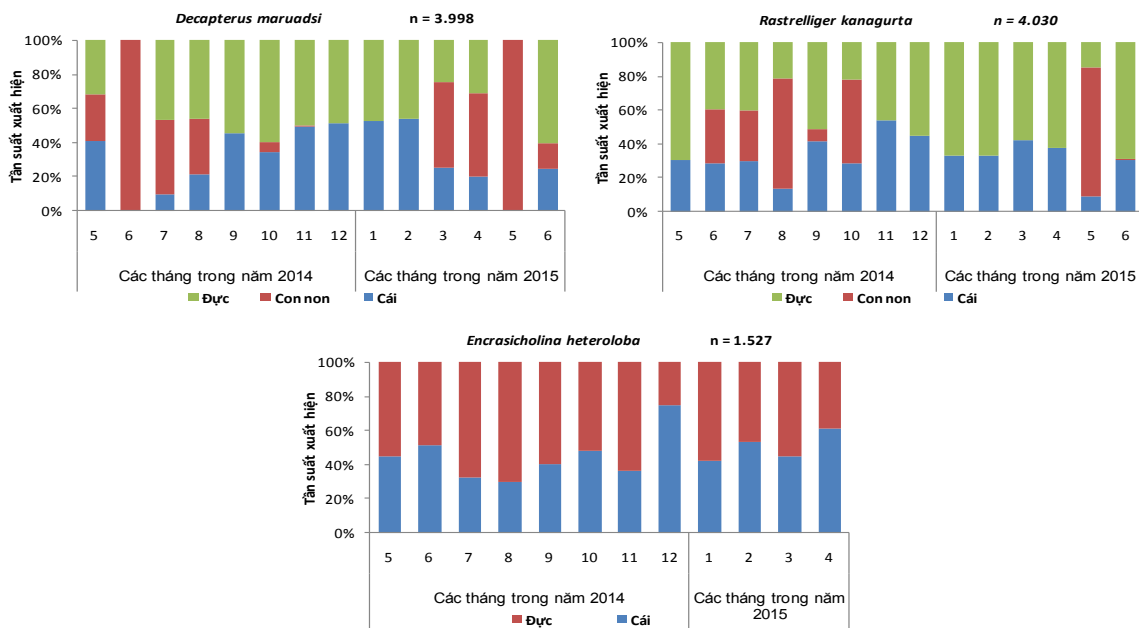 Decapterus maruadsi n = 3.998
Tần suất xuất hiện
100%
80%
60%
40%
20%
0%
5 6 7 8 9 10 11 12 1 2 3 4 5 6
Các tháng trong năm 2014 Các tháng trong năm 2015
Đực Con non Cái
Rastrelliger kanagurta n = 4.030
Tần suất xuất hiện
100%
80%
60%
40%
20%
0%
5 6 7 8 9 10 11 12 1 2 3 4 5 6
Các tháng trong năm 2014 Các tháng trong năm 2015
Đực Con non Cái
Encrasicholina heteroloba n = 1.527
Tần suất xuất hiện
100%
80%
60%
40%
20%
0%
5 6 7 8 9 10 11 12 1 2 3 4
Các tháng trong năm 2014 Các tháng trong năm
2015
Đực Cái